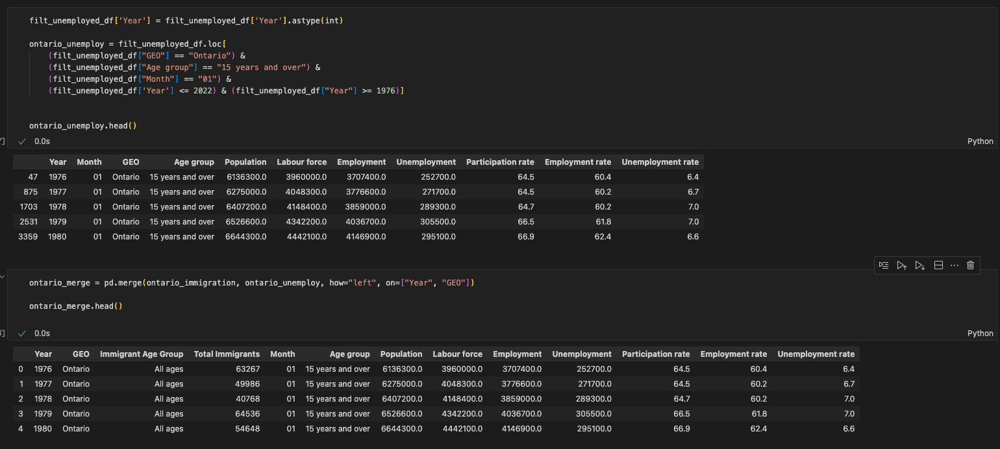 filt_unemployed_df['Year'] = filt_unemployed_df['Year'].astype(int)
ontario_unemploy = filt_unemployed_df.loc[
(filt_unemployed_df["GEO"] == "Ontario") &
(filt_unemployed_df["Age group"] == "15 years and over") &
(filt_unemployed_df["Month"] == "01") &
(filt_unemployed_df['Year'] <= 2022) & (filt_unemployed_df["Year"] >= 1976)]
ontario_unemploy.head()
0.0s Python
Year Month GEO Age group Population Labour force Employment Unemployment Participation rate Employment rate Unemployment rate
47 1976 01 Ontario 15 years and over 6136300.0 3960000.0 3707400.0 252700.0 64.5 60.4 6.4
875 1977 01 Ontario 15 years and over 6275000.0 4048300.0 3776600.0 271700.0 64.5 60.2 6.7
1703 1978 01 Ontario 15 years and over 6407200.0 4148400.0 3859000.0 289300.0 64.7 60.2 7.0
2531 1979 01 Ontario 15 years and over 6526600.0 4342200.0 4036700.0 305500.0 66.5 61.8 7.0
3359 1980 01 Ontario 15 years and over 6644300.0 4442100.0 4146900.0 295100.0 66.9 62.4 6.6
ontario_merge = pd.merge(ontario_immigration, ontario_unemploy, how="left", on=["Year", "GEO"])
ontario_merge.head()
0.0s Python
Year GEO Immigrant Age Group Total Immigrants Month Age group Population Labour force Employment Unemployment Participation rate Employment rate Unemployment rate
0 1976 Ontario All ages 63267 01 15 years and over 6136300.0 3960000.0 3707400.0 252700.0 64.5 60.4 6.4
1 1977 Ontario All ages 49986 01 15 years and over 6275000.0 4048300.0 3776600.0 271700.0 64.5 60.2 6.7
2 1978 Ontario All ages 40768 01 15 years and over 6407200.0 4148400.0 3859000.0 289300.0 64.7 60.2 7.0
3 1979 Ontario All ages 64536 01 15 years and over 6526600.0 4342200.0 4036700.0 305500.0 66.5 61.8 7.0
4 1980 Ontario All ages 54648 01 15 years and over 6644300.0 4442100.0 4146900.0 295100.0 66.9 62.4 6.6